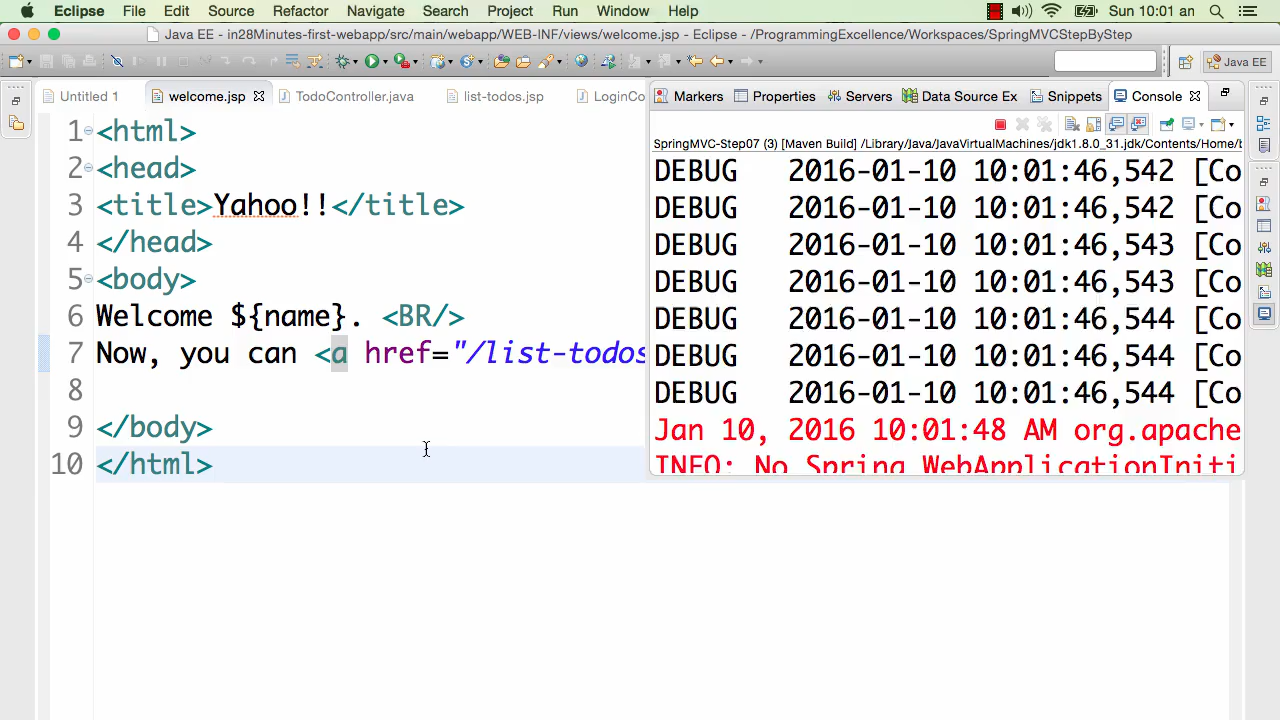 Eclipse File Edit Source Refactor Navigate Search Project Run Window Help Sun 10:01 an
Java EE - in28Minutes-first-webapp/src/main/webapp/WEB-INF/views/welcome.jsp - Eclipse - /ProgrammingExcellence/Workspaces/SpringMVCStepByStep
Java EE
Untitled 1 welcome.jsp TodoController.java list-todos.jsp LoginCo
1 <html>
2 <head>
3 <title>Yahoo!!</title>
4 </head>
5 <body>
6 Welcome ${name}. <BR/>
7 Now, you can <a href="/list-todos
8
9 </body>
10 </html>
Markers Properties Servers Data Source Ex Snippets Console
SpringMVC-Step07 (3) [Maven Build] /Library/Java/JavaVirtualMachines/jdk1.8.0_31.jdk/Contents/Home/b
DEBUG 2016-01-10 10:01:46,542 [Co
DEBUG 2016-01-10 10:01:46,542 [Co
DEBUG 2016-01-10 10:01:46,543 [Co
DEBUG 2016-01-10 10:01:46,543 [Co
DEBUG 2016-01-10 10:01:46,544 [Co
DEBUG 2016-01-10 10:01:46,544 [Co
DEBUG 2016-01-10 10:01:46,544 [Co
Jan 10, 2016 10:01:48 AM org.apache
INFO: No Spring WebApplicationIniti